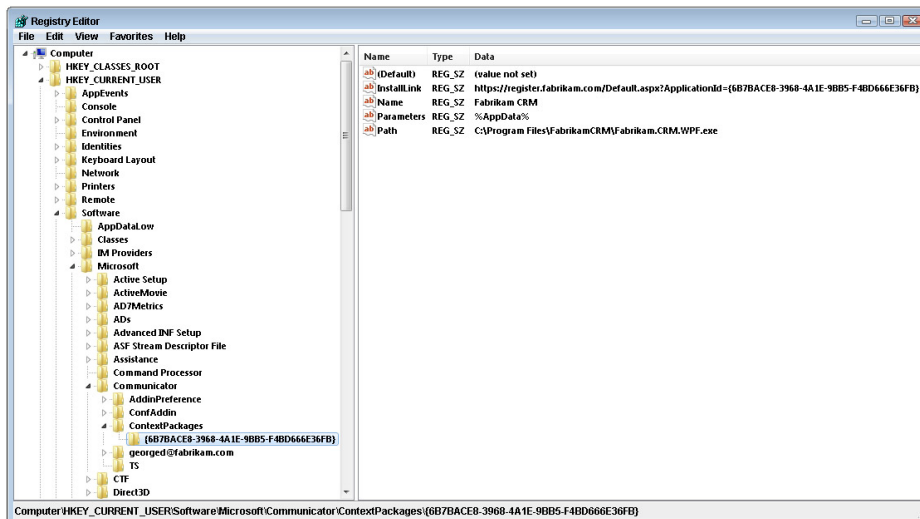 Registry Editor
File Edit View Favorites Help
Computer
HKEY_CLASSES_ROOT
HKEY_CURRENT_USER
AppEvents
Console
Control Panel
Environment
Identities
Keyboard Layout
Network
Printers
Remote
Software
AppDataLow
Classes
IM Providers
Microsoft
Active Setup
ActiveMovie
AD7Metrics
ADs
Advanced INF Setup
ASF Stream Descriptor File
Assistance
Command Processor
Communicator
AddinPreference
ConfAddin
ContextPackages
{6B7BACE8-3968-4A1E-9BB5-F4BD666E36FB}
georged@fabrikam.com
TS
CTF
Direct3D
Name Type Data
ab (Default) REG_SZ (value not set)
ab InstallLink REG_SZ https://register.fabrikam.com/Default.aspx?ApplicationId={6B7BACE8-3968-4A1E-9BB5-F4BD666E36FB}
ab Name REG_SZ Fabrikam CRM
ab Parameters REG_SZ %AppData%
ab Path REG_SZ C:\Program Files\FabrikamCRM\Fabrikam.CRM.WPF.exe
Computer\HKEY_CURRENT_USER\Software\Microsoft\Communicator\ContextPackages\{6B7BACE8-3968-4A1E-9BB5-F4BD666E36FB}